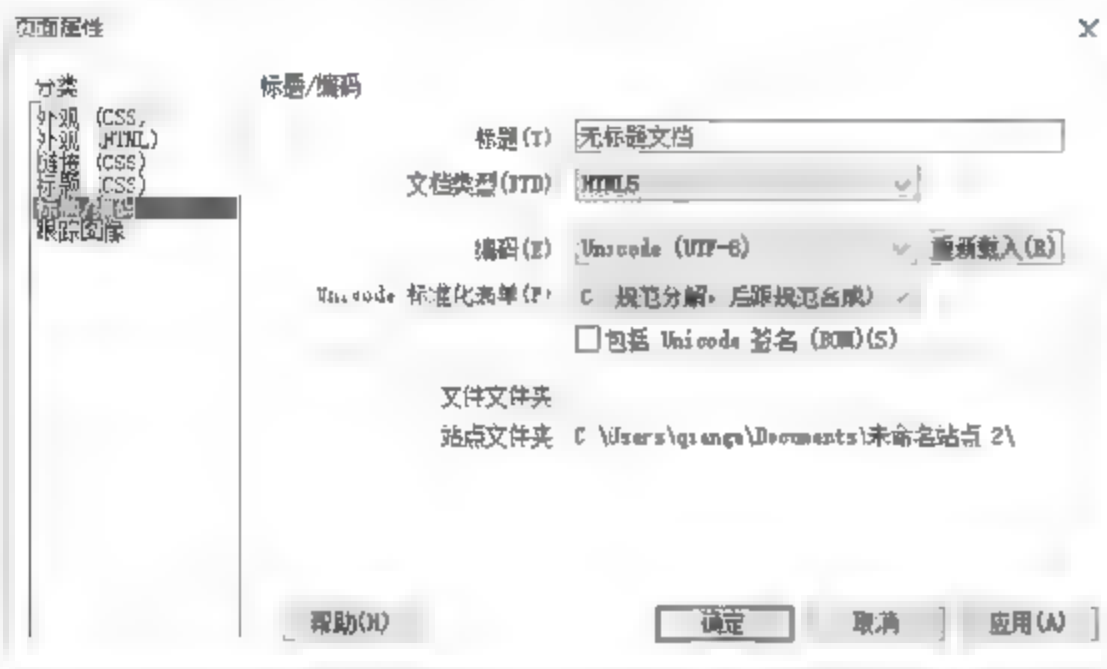 页面属性
分类
外观 (CSS)
外观 (HTML)
链接 (CSS)
标题 (CSS)
标题/编码
跟踪图像
标题/编码
标题(T) 无标题文档
文档类型(DTD) HTML5
编码(E) Unicode (UTF-8) 重新载入(R)
Unicode 标准化表单(F) C 规范分解,后跟规范合成)
包括 Unicode 签名 (BOM)(S)
文件文件夹
站点文件夹 C \Users\ \Documents\未命名站点 2\
帮助(H) 确定 取消 应用(A)